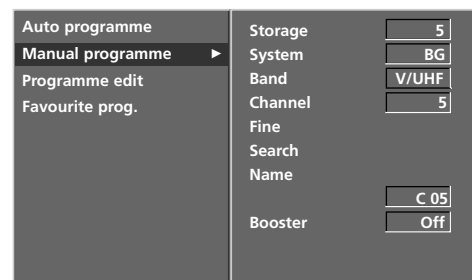 Auto programme
Manual programme ►
Programme edit
Favourite prog.
Storage 5
System BG
Band V/UHF
Channel 5
Fine
Search
Name
C 05
Booster Off